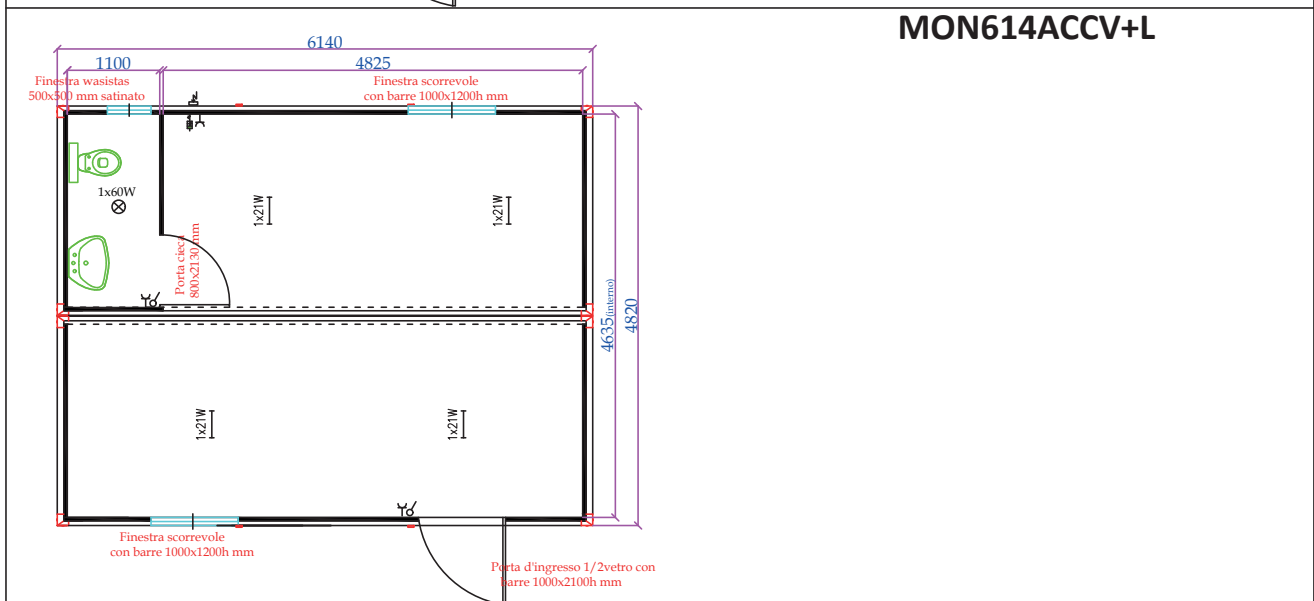 MON614ACCV+L
6140
1100
4825
Finestra wasistas
500x500 mm satinato
Finestra scorrevole
con barre 1000x1200h mm
1x60W
1x21W
1x21W
Porta cieca
800x2130 mm
4635(interno)
4820
1x21W
1x21W
Finestra scorrevole
con barre 1000x1200h mm
Porta d'ingresso 1/2vetro con
barre 1000x2100h mm